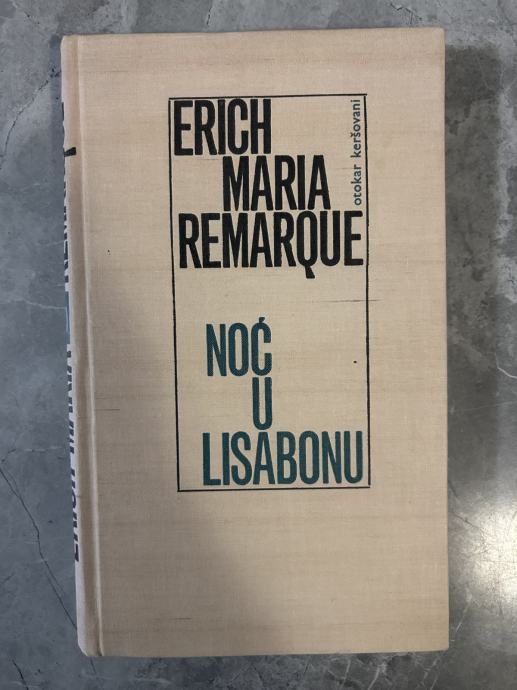 ERICH
MARIA
REMARQUE
otokar keršovani
NOĆ
U
LISABONU